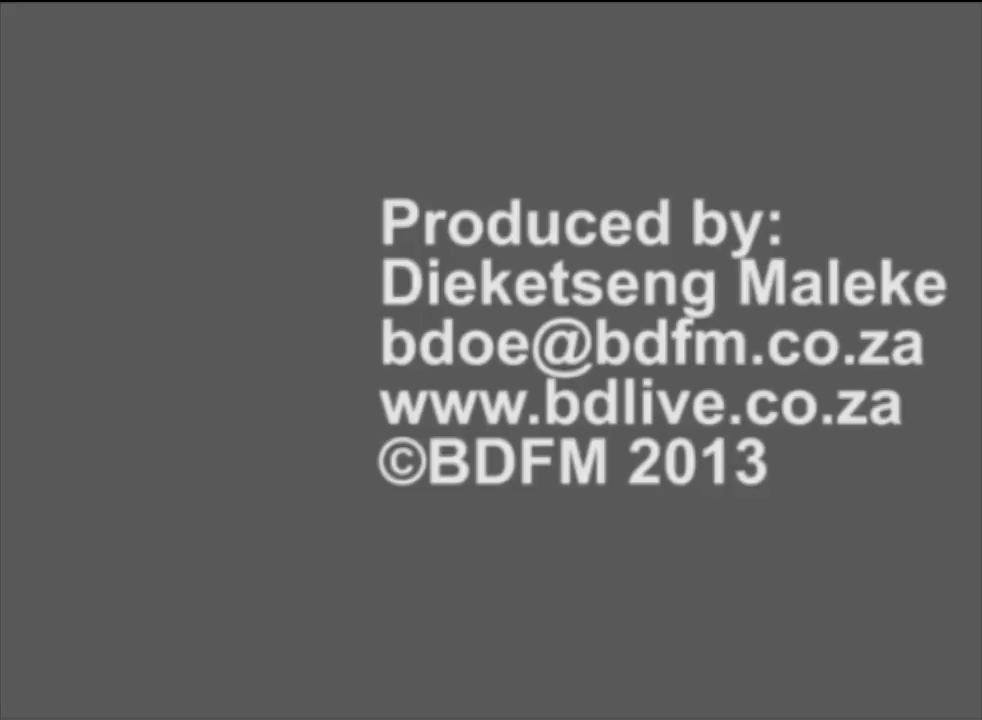 Produced by:
Dieketseng Maleke
bdoe@bdfm.co.za
www.bdlive.co.za
©BDFM 2013